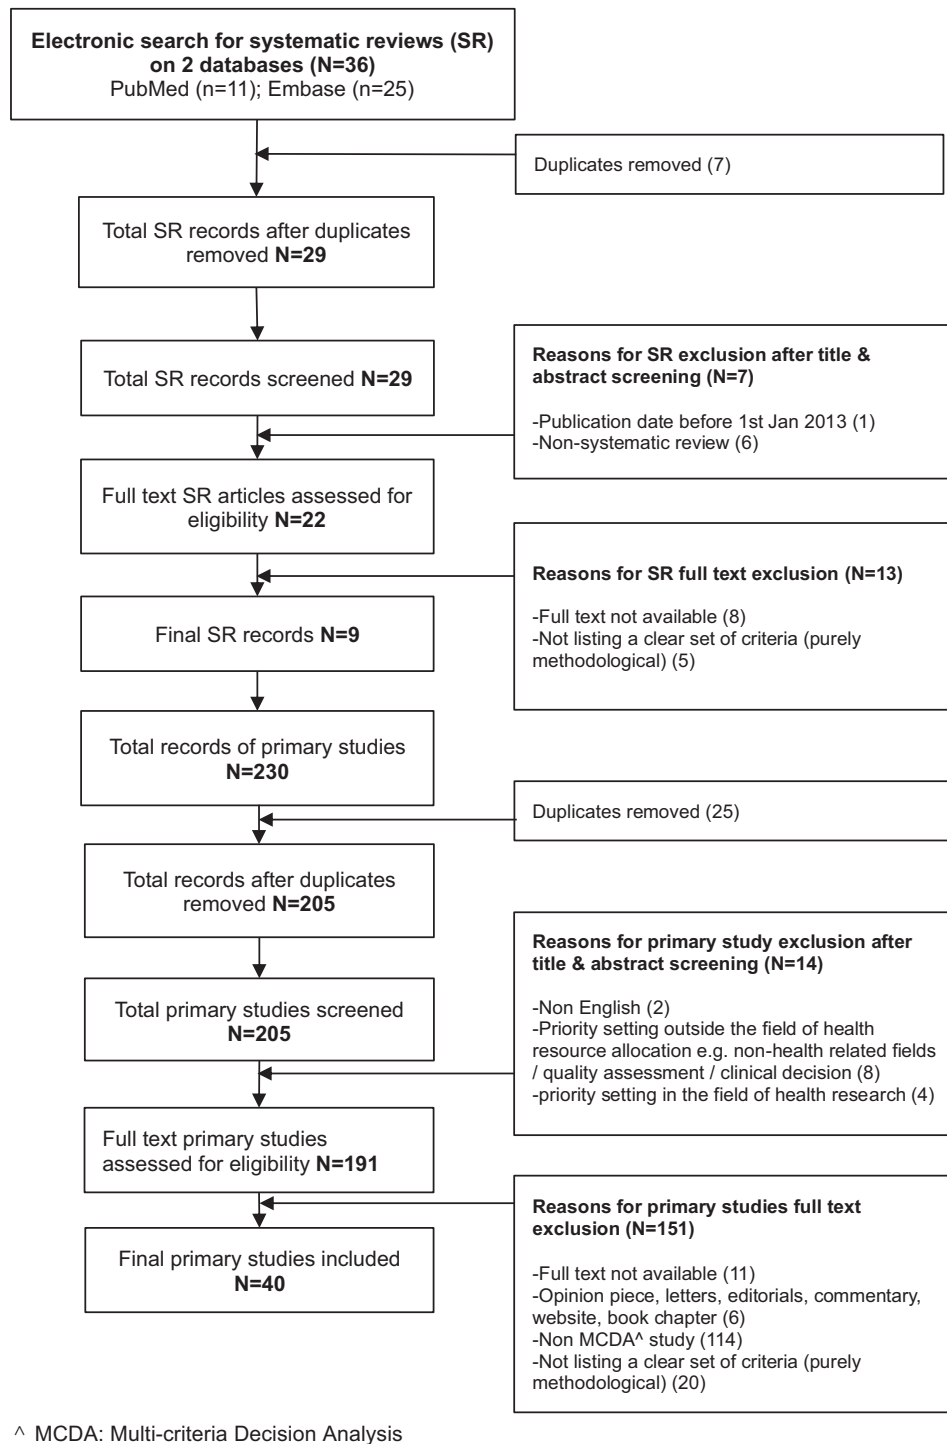 Electronic search for systematic reviews (SR)
on 2 databases (N=36)
PubMed (n=11); Embase (n=25)
Duplicates removed (7)
Total SR records after duplicates
removed N=29
Total SR records screened N=29
Reasons for SR exclusion after title &
abstract screening (N=7)
-Publication date before 1st Jan 2013 (1)
-Non-systematic review (6)
Full text SR articles assessed for
eligibility N=22
Reasons for SR full text exclusion (N=13)
-Full text not available (8)
-Not listing a clear set of criteria (purely
methodological) (5)
Final SR records N=9
Total records of primary studies
N=230
Duplicates removed (25)
Total records after duplicates
removed N=205
Total primary studies screened
N=205
Reasons for primary study exclusion after
title & abstract screening (N=14)
-Non English (2)
-Priority setting outside the field of health
resource allocation e.g. non-health related fields
/ quality assessment / clinical decision (8)
-priority setting in the field of health research (4)
Full text primary studies
assessed for eligibility N=191
Reasons for primary studies full text
exclusion (N=151)
-Full text not available (11)
-Opinion piece, letters, editorials, commentary,
website, book chapter (6)
-Non MCDA^ study (114)
-Not listing a clear set of criteria (purely
methodological) (20)
Final primary studies included
N=40
^ MCDA: Multi-criteria Decision Analysis